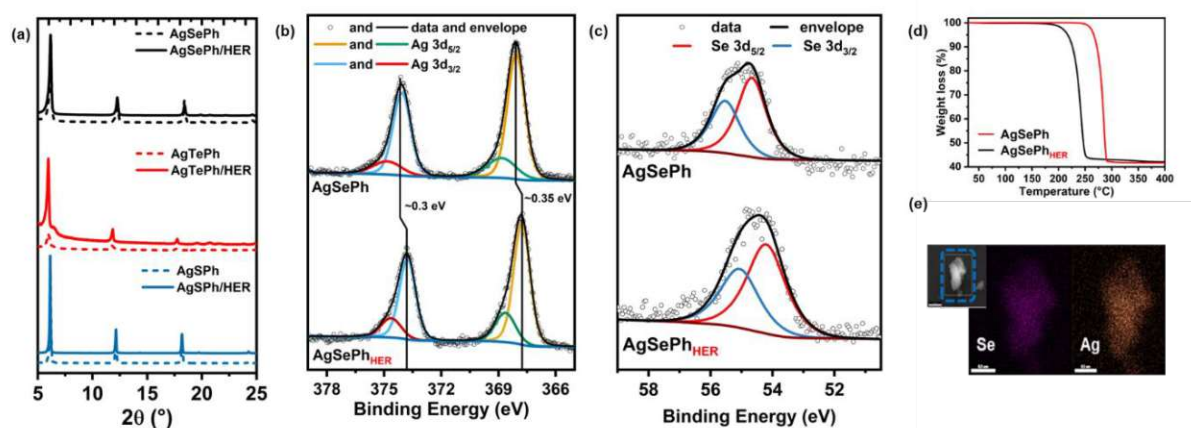 (a)
AgSePh
AgSePh/HER
AgTePh
AgTePh/HER
AgSPh
AgSPh/HER
5 10 15 20 25
2θ (°)
(b)
and data and envelope
and Ag 3d5/2
and Ag 3d3/2
AgSePh
~0.3 eV
~0.35 eV
AgSePhHER
378 375 372 369 366
Binding Energy (eV)
(c)
data envelope
Se 3d5/2 Se 3d3/2
AgSePh
AgSePhHER
58 56 54 52
Binding Energy (eV)
(d)
Weight loss (%)
100
90
80
70
60
50
40
AgSePh
AgSePhHER
50 100 150 200 250 300 350 400
Temperature (°C)
(e)
Se
Ag